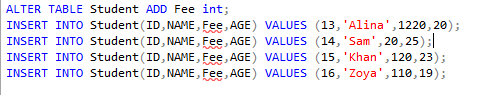 ALTER TABLE Student ADD Fee int;
INSERT INTO Student(ID,NAME,Fee,AGE) VALUES (13,'Alina',1220,20);
INSERT INTO Student(ID,NAME,Fee,AGE) VALUES (14,'Sam',20,25);
INSERT INTO Student(ID,NAME,Fee,AGE) VALUES (15,'Khan',120,23);
INSERT INTO Student(ID,NAME,Fee,AGE) VALUES (16,'Zoya',110,19);